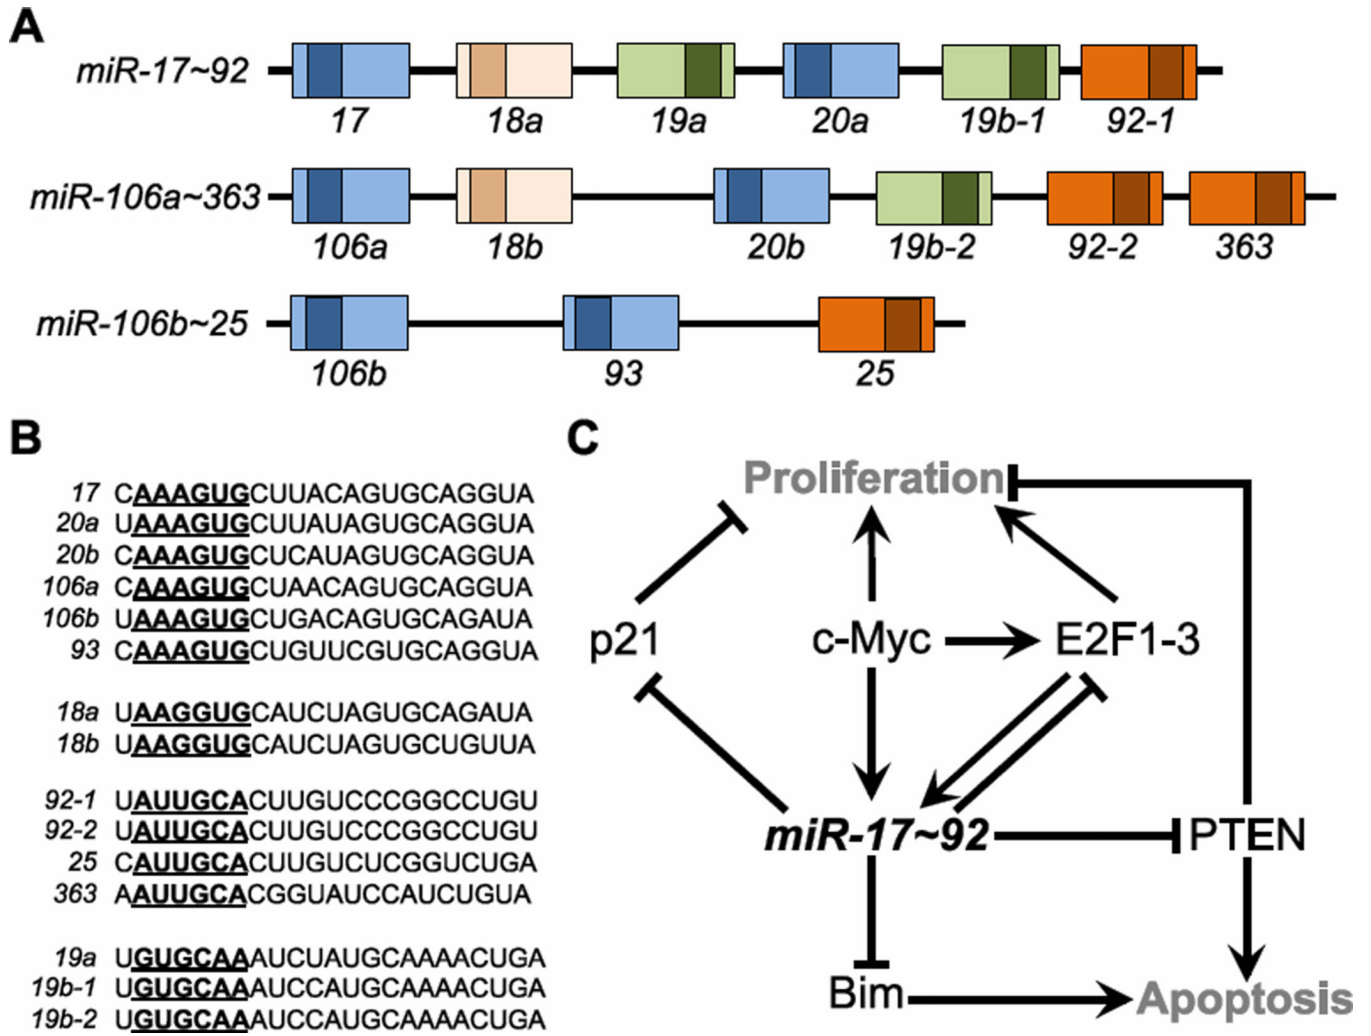 A
miR-17~92
17 18a 19a 20a 19b-1 92-1
miR-106a~363
106a 18b 20b 19b-2 92-2 363
miR-106b~25
106b 93 25
B
17 CAAAGUGCUUACAGUGCAGGUA
20a UAAAGUGCUUAUAGUGCAGGUA
20b CAAAGUGCUCAUAGUGCAGGUA
106a CAAAGUGCUAACAGUGCAGGUA
106b UAAAGUGCUGACAGUGCAGAUA
93 CAAAGUGCUGUUCGUGCAGGUA
18a UAAGGUGCAUCUAGUGCAGAUA
18b UAAGGUGCAUCUAGUGCUGUUA
92-1 UAUUGCACUUGUCCCGGCCUGU
92-2 UAUUGCACUUGUCCCGGCCUGU
25 CAUUGCACUUGUCUCGGUCUGA
363 AAUUGCACGGUAUCCAUCUGUA
19a UGUGCAAAUCUAUGCAAAACUGA
19b-1 UGUGCAAAUCCAUGCAAAACUGA
19b-2 UGUGCAAAUCCAUGCAAAACUGA
C
Proliferation
p21 c-Myc E2F1-3
miR-17~92 PTEN
Bim Apoptosis